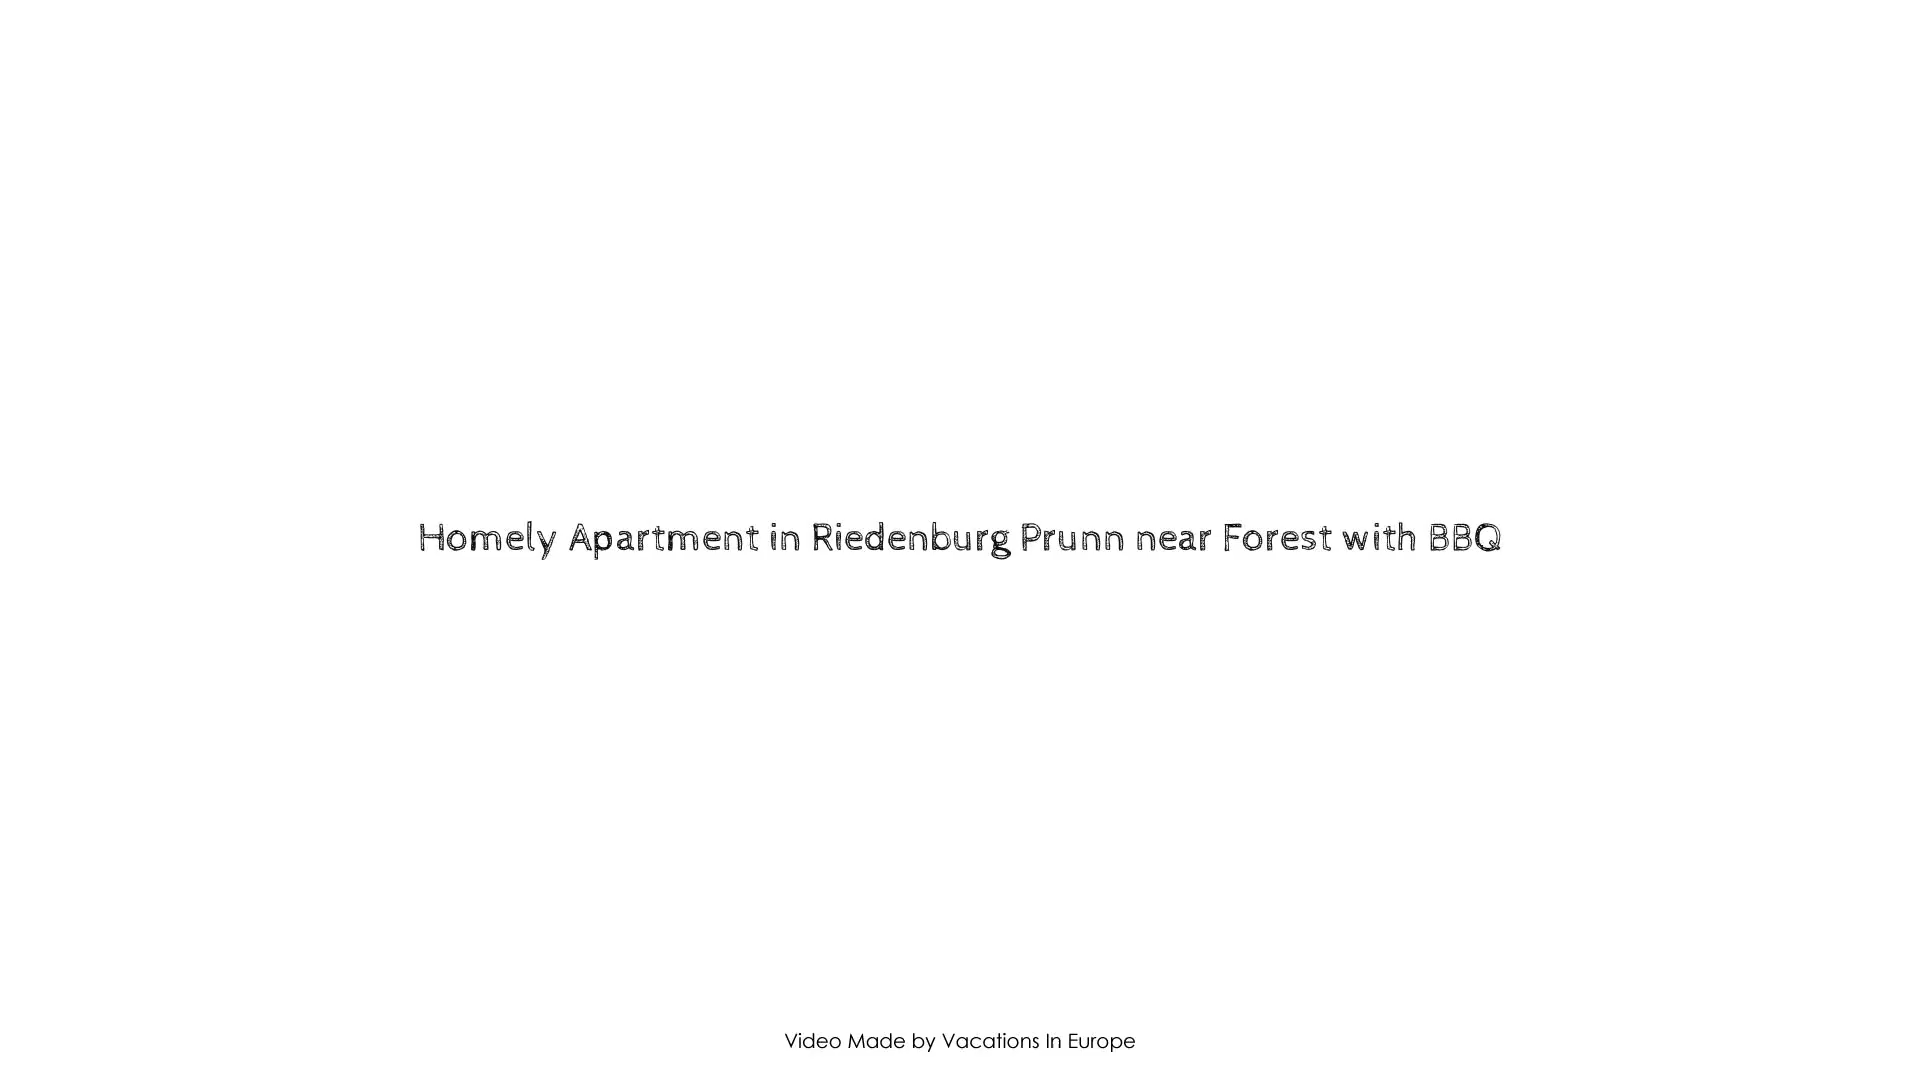 Homely Apartment in Riedenburg Prunn near Forest with BBQ
Video Made by Vacations In Europe